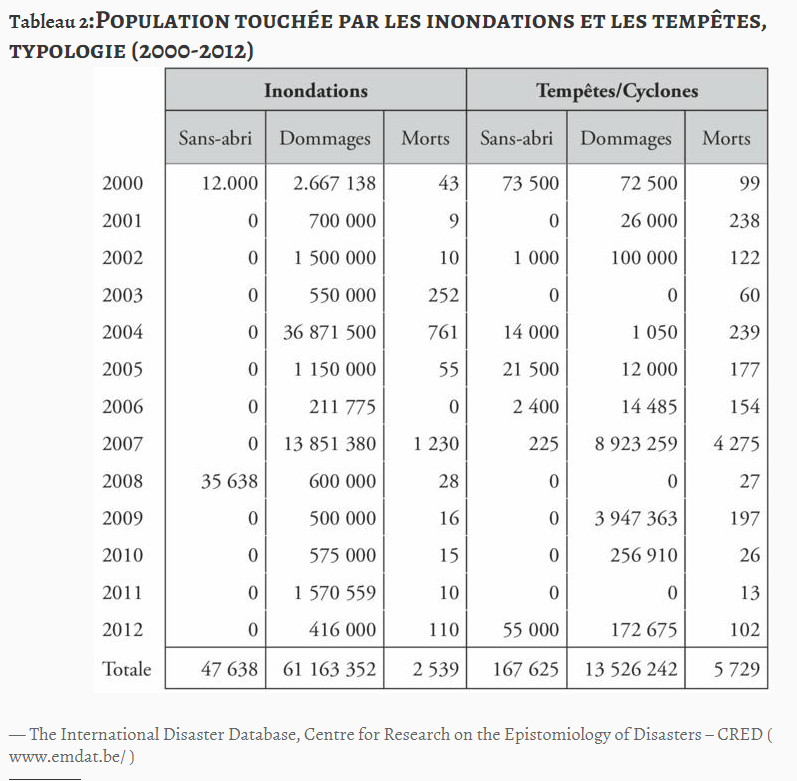 Tableau 2:POPULATION TOUCHÉE PAR LES INONDATIONS ET LES TEMPÊTES,
TYPOLOGIE (2000-2012)
Inondations Tempêtes/Cyclones
Sans-abri Dommages Morts Sans-abri Dommages Morts
2000 12.000 2.667 138 43 73 500 72 500 99
2001 0 700 000 9 0 26 000 238
2002 0 1 500 000 10 1 000 100 000 122
2003 0 550 000 252 0 0 60
2004 0 36 871 500 761 14 000 1 050 239
2005 0 1 150 000 55 21 500 12 000 177
2006 0 211 775 0 2 400 14 485 154
2007 0 13 851 380 1 230 225 8 923 259 4 275
2008 35 638 600 000 28 0 0 27
2009 0 500 000 16 0 3 947 363 197
2010 0 575 000 15 0 256 910 26
2011 0 1 570 559 10 0 0 13
2012 0 416 000 110 55 000 172 675 102
Totale 47 638 61 163 352 2 539 167 625 13 526 242 5 729
— The International Disaster Database, Centre for Research on the Epistomiology of Disasters – CRED (
www.emdat.be/ )